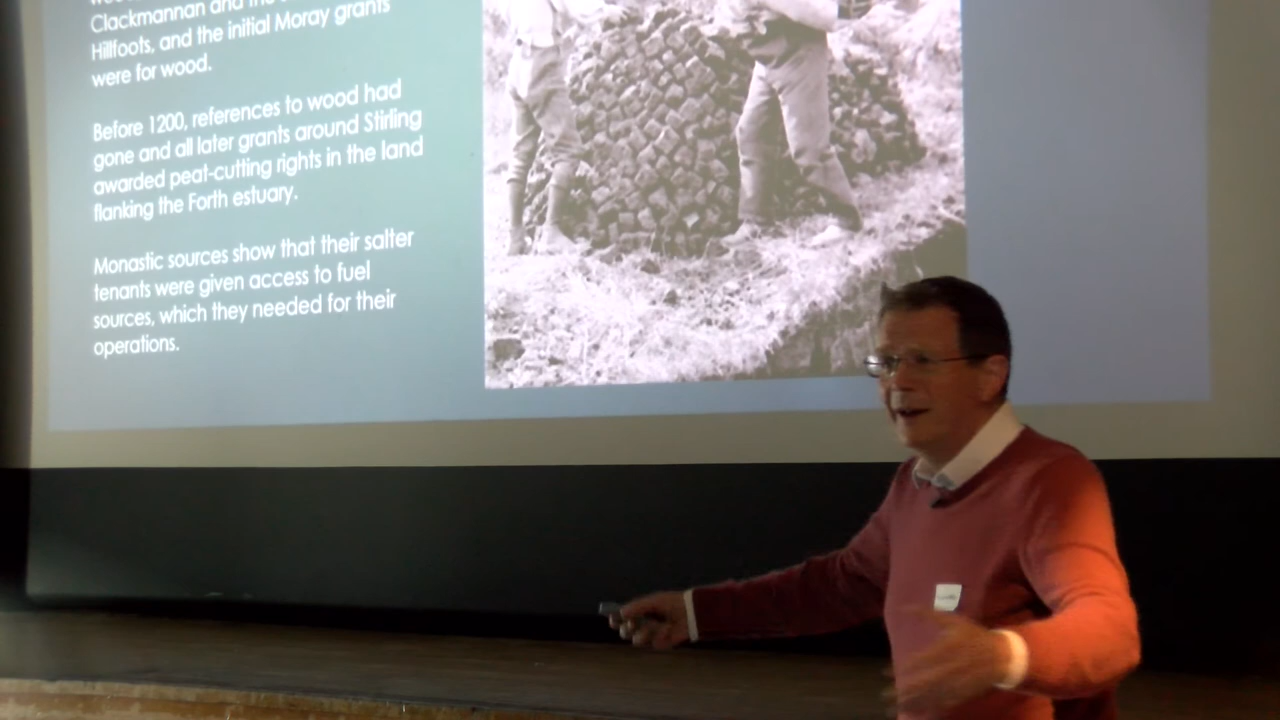 Clackmannan and the
Hillfoots, and the initial Moray grants
were for wood.
Before 1200, references to wood had
gone and all later grants around Stirling
awarded peat-cutting rights in the land
flanking the Forth estuary.
Monastic sources show that their salter
tenants were given access to fuel
sources, which they needed for their
operations.